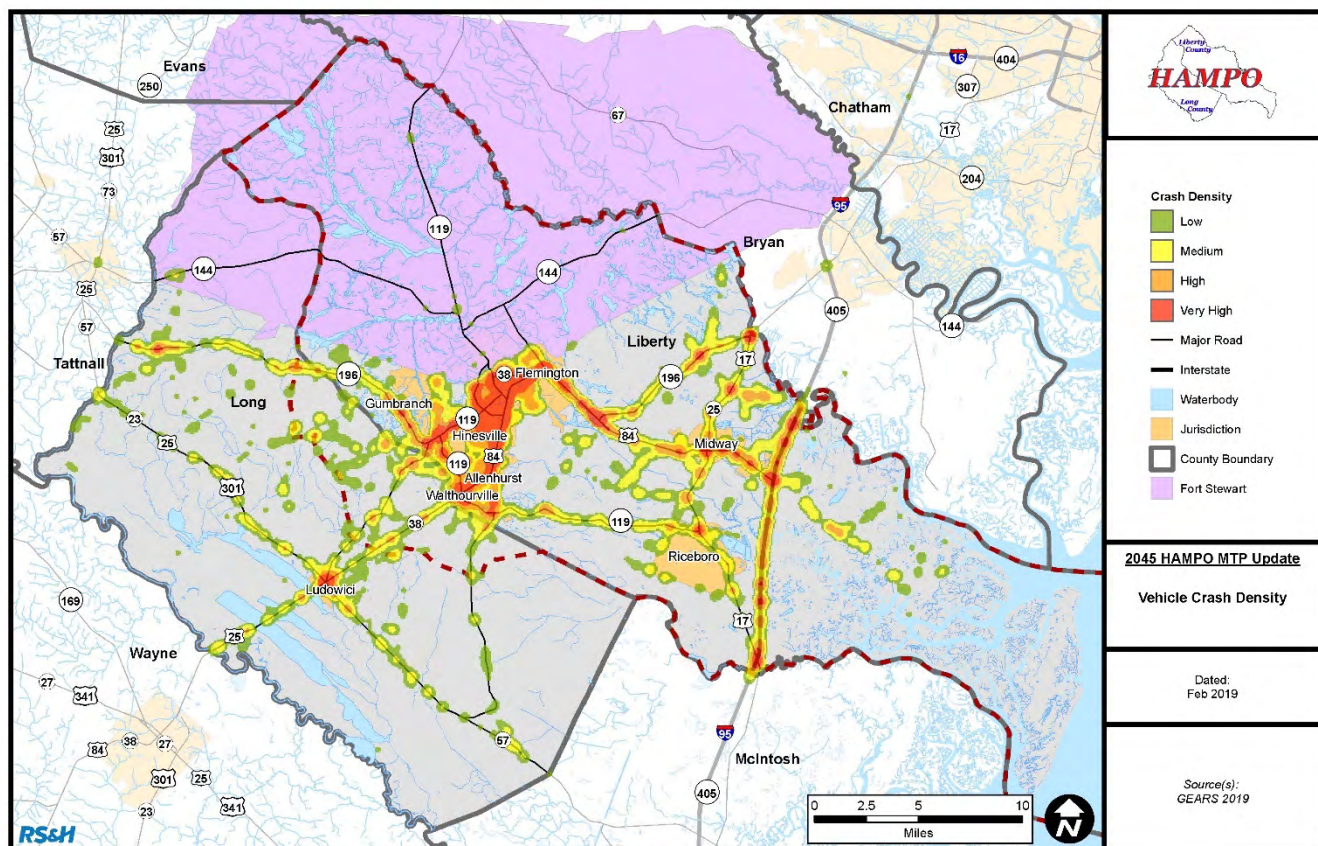 Evans
250
25
301
73
57
25
57
Tattnall
144
119
144
67
16
404
307
17
Chatham
204
95
Bryan
405
144
Liberty
17
196
25
196
38
Flemington
Gumbranch
119
Hinesville
84
84
Midway
119
Allenhurst
Walthourville
Long
23
25
301
38
119
Riceboro
17
Ludowici
25
57
169
Wayne
27
341
84
38
27
301
25
23
341
95
405
McIntosh
0 2.5 5 10
Miles
N
RS&H
Liberty
County
HAMPO
Long
County
Crash Density
Low
Medium
High
Very High
Major Road
Interstate
Waterbody
Jurisdiction
County Boundary
Fort Stewart
2045 HAMPO MTP Update
Vehicle Crash Density
Dated:
Feb 2019
Source(s):
GEARS 2019